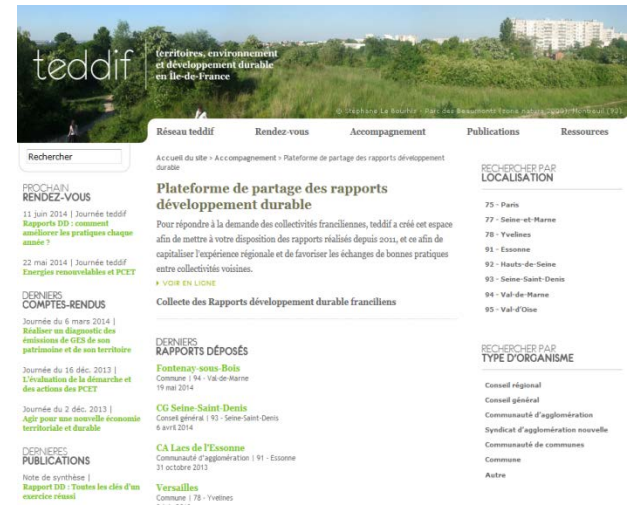 teddif
territoires, environnement
et développement durable
en Île-de-France
Réseau teddif
Rendez-vous
Accompagnement
Publications
Ressources
Rechercher
PROCHAIN
RENDEZ-VOUS
11 juin 2014 | Journée teddif
Rapports DD : comment
améliorer les pratiques chaque
année ?
22 mai 2014 | Journée teddif
Energies renouvelables et PCET
DERNIERS
COMPTES-RENDUS
Journée du 6 mars 2014 |
Réaliser un diagnostic des
émissions de GES de son
patrimoine et de son territoire
Journée du 16 déc. 2013 |
L'évaluation de la démarche et
des actions des PCET
Journée du 2 déc. 2013 |
Agir pour une nouvelle économie
territoriale et durable
DERNIERES
PUBLICATIONS
Note de synthèse |
Rapport DD : Toutes les clés d'un
exercice réussi
Accueil du site > Accompagnement > Plateforme de partage des rapports développement
durable
Plateforme de partage des rapports
développement durable
Pour répondre à la demande des collectivités franciliennes, teddif a créé cet espace
afin de mettre à votre disposition des rapports réalisés depuis 2011, et ce afin de
capitaliser l'expérience régionale et de favoriser les échanges de bonnes pratiques
entre collectivités voisines.
VOIR EN LIGNE
Collecte des Rapports développement durable franciliens
DERNIERS
RAPPORTS DÉPOSÉS
Fontenay-sous-Bois
Commune | 94 - Val-de-Marne
19 mai 2014
CG Seine-Saint-Denis
Conseil général | 93 - Seine-Saint-Denis
6 avril 2014
CA Lacs de l'Essonne
Communauté d'agglomération | 91 - Essonne
31 octobre 2013
Versailles
Commune | 78 - Yvelines
RECHERCHER PAR
LOCALISATION
75 - Paris
77 - Seine-et-Marne
78 - Yvelines
91 - Essonne
92 - Hauts-de-Seine
93 - Seine-Saint-Denis
94 - Val-de-Marne
95 - Val-d'Oise
RECHERCHER PAR
TYPE D'ORGANISME
Conseil régional
Conseil général
Communauté d'agglomération
Syndicat d'agglomération nouvelle
Communauté de communes
Commune
Autre